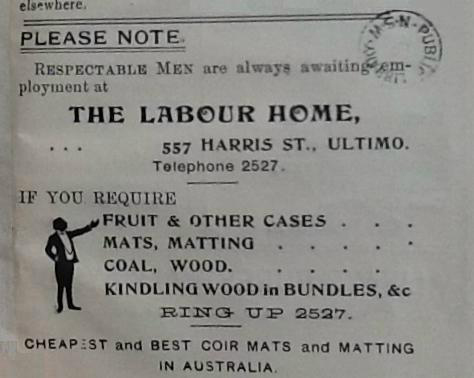 elsewhere.
PLEASE NOTE.
RESPECTABLE MEN are always awaiting em-
ployment at
THE LABOUR HOME,
... 557 HARRIS ST., ULTIMO.
Telephone 2527.
IF YOU REQUIRE
FRUIT & OTHER CASES . . .
MATS, MATTING . . . . .
COAL, WOOD. . . . . .
KINDLING WOOD in BUNDLES, &c
RING UP 2527.
CHEAPEST and BEST COIR MATS and MATTING
IN AUSTRALIA.
N·S·W·PUBLIC